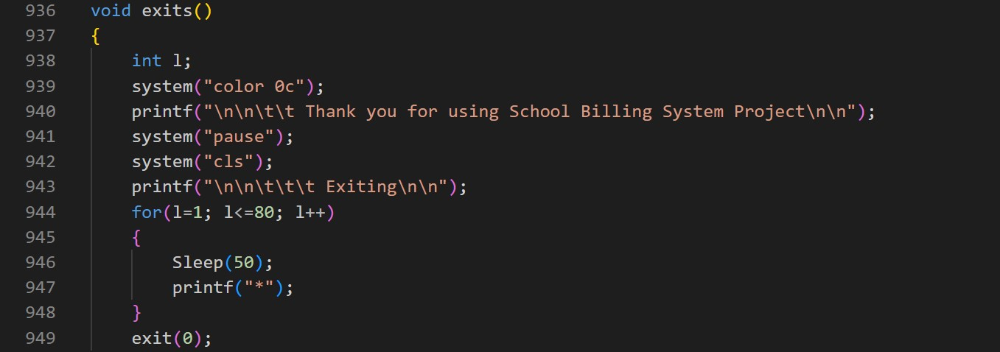 936 void exits()
937 {
938 int l;
939 system("color 0c");
940 printf("\n\n\t\t Thank you for using School Billing System Project\n\n");
941 system("pause");
942 system("cls");
943 printf("\n\n\t\t\t Exiting\n\n");
944 for(l=1; l<=80; l++)
945 {
946 Sleep(50);
947 printf("*");
948 }
949 exit(0);